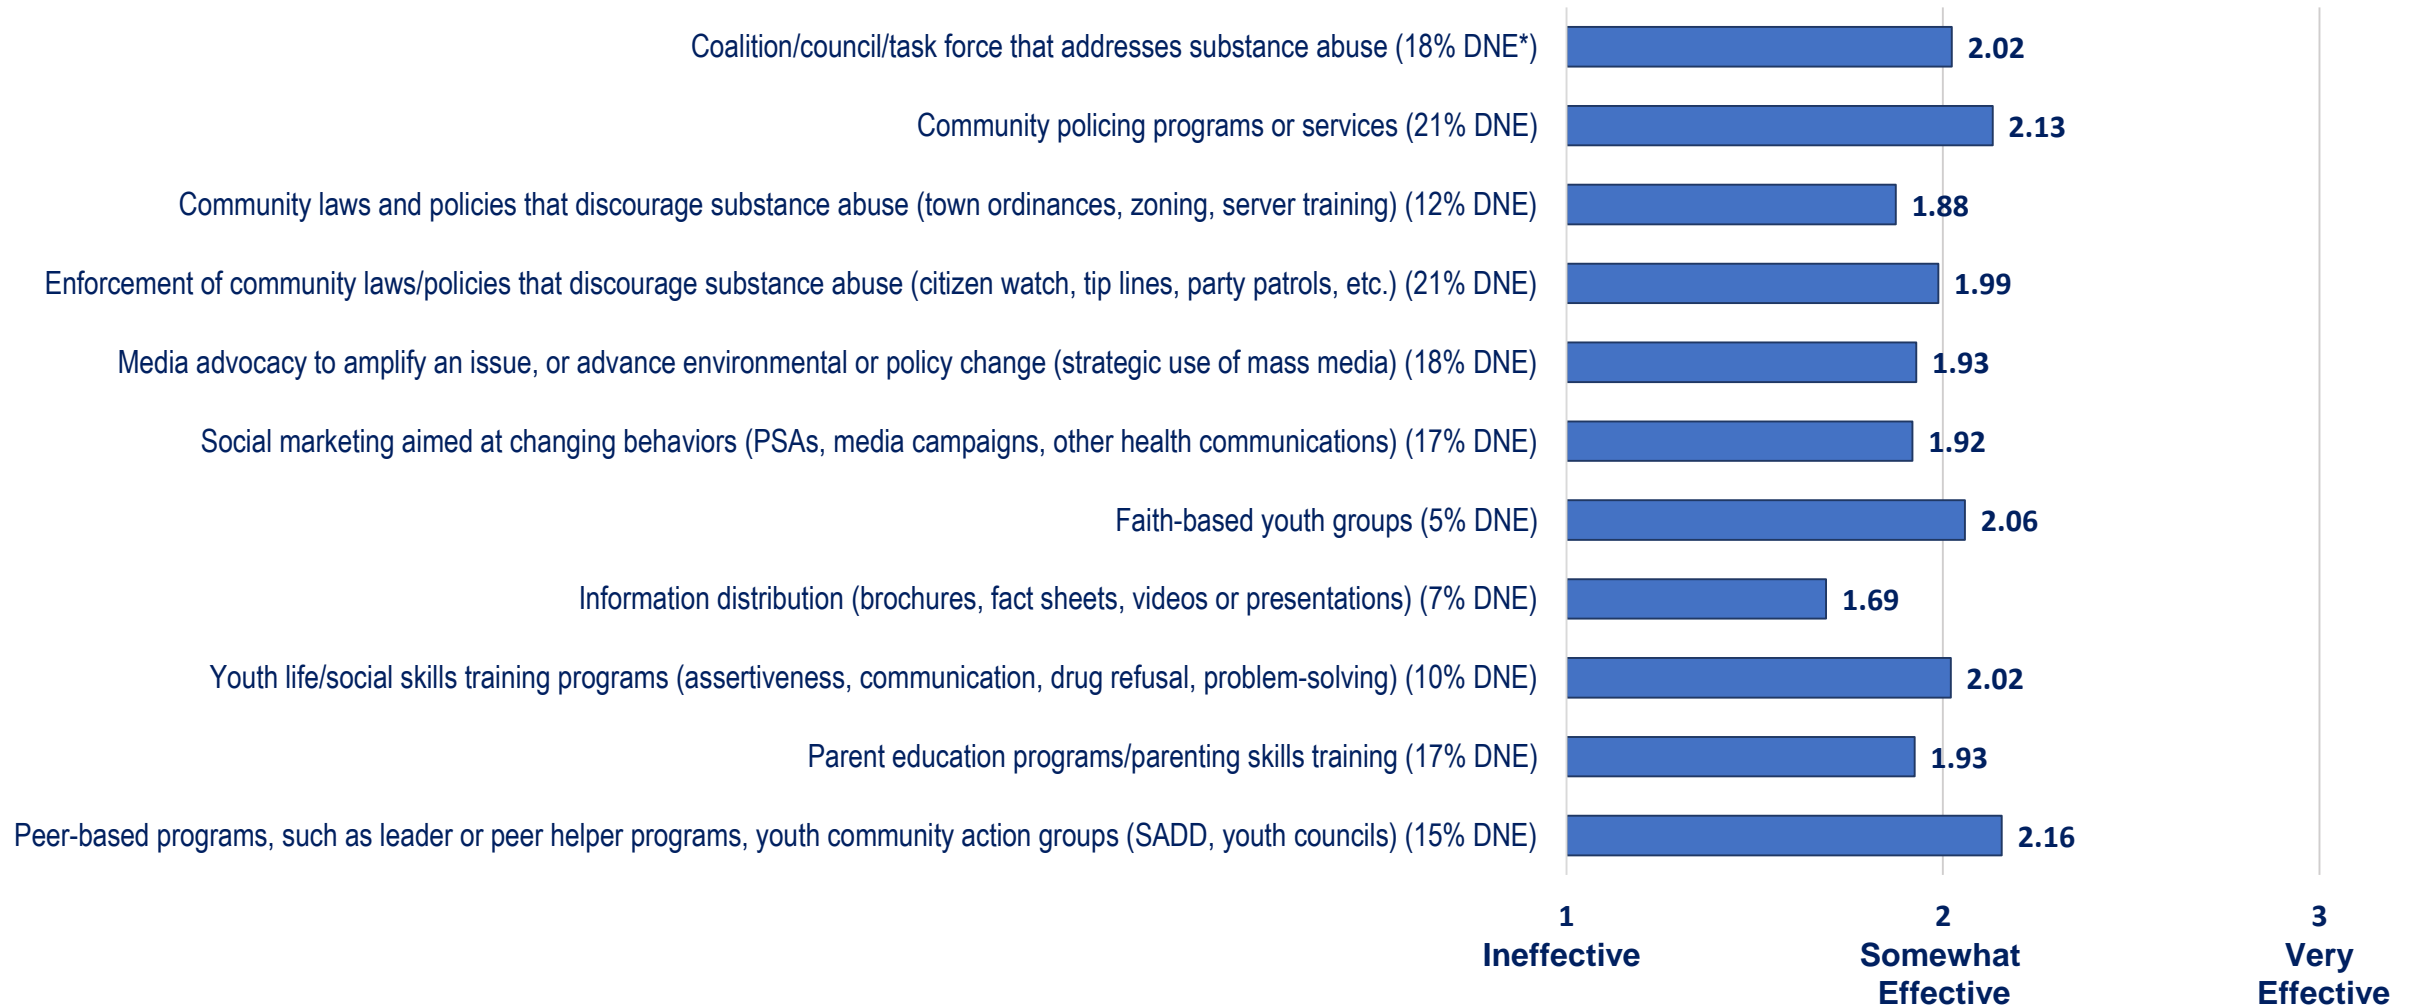 Coalition/council/task force that addresses substance abuse (18% DNE*)
2.02
Community policing programs or services (21% DNE)
2.13
Community laws and policies that discourage substance abuse (town ordinances, zoning, server training) (12% DNE)
1.88
Enforcement of community laws/policies that discourage substance abuse (citizen watch, tip lines, party patrols, etc.) (21% DNE)
1.99
Media advocacy to amplify an issue, or advance environmental or policy change (strategic use of mass media) (18% DNE)
1.93
Social marketing aimed at changing behaviors (PSAs, media campaigns, other health communications) (17% DNE)
1.92
Faith-based youth groups (5% DNE)
2.06
Information distribution (brochures, fact sheets, videos or presentations) (7% DNE)
1.69
Youth life/social skills training programs (assertiveness, communication, drug refusal, problem-solving) (10% DNE)
2.02
Parent education programs/parenting skills training (17% DNE)
1.93
Peer-based programs, such as leader or peer helper programs, youth community action groups (SADD, youth councils) (15% DNE)
2.16
1
Ineffective
2
Somewhat
Effective
3
Very
Effective